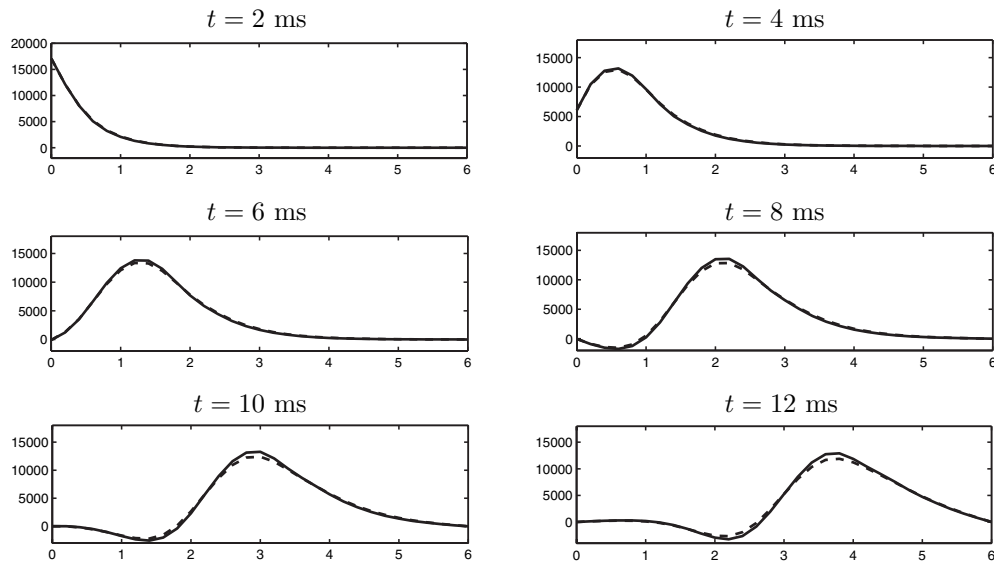 t = 2 ms
20000
15000
10000
5000
0
0 1 2 3 4 5 6
t = 4 ms
15000
10000
5000
0
0 1 2 3 4 5 6
t = 6 ms
15000
10000
5000
0
0 1 2 3 4 5 6
t = 8 ms
15000
10000
5000
0
0 1 2 3 4 5 6
t = 10 ms
15000
10000
5000
0
0 1 2 3 4 5 6
t = 12 ms
15000
10000
5000
0
0 1 2 3 4 5 6